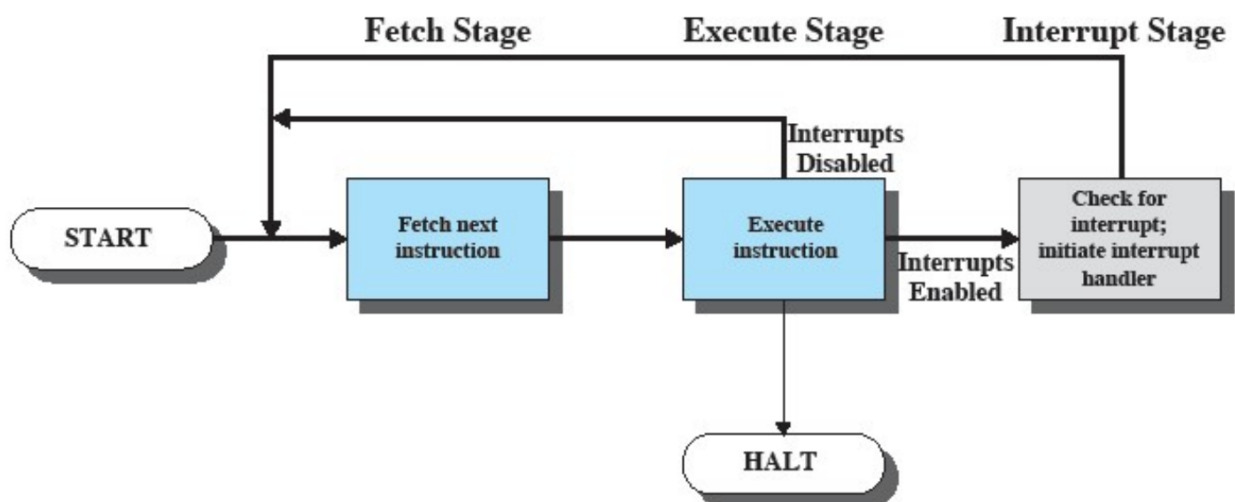 Fetch Stage
Execute Stage
Interrupt Stage
Interrupts
Disabled
START
Fetch next
instruction
Execute
instruction
Interrupts
Enabled
Check for
interrupt;
initiate interrupt
handler
HALT